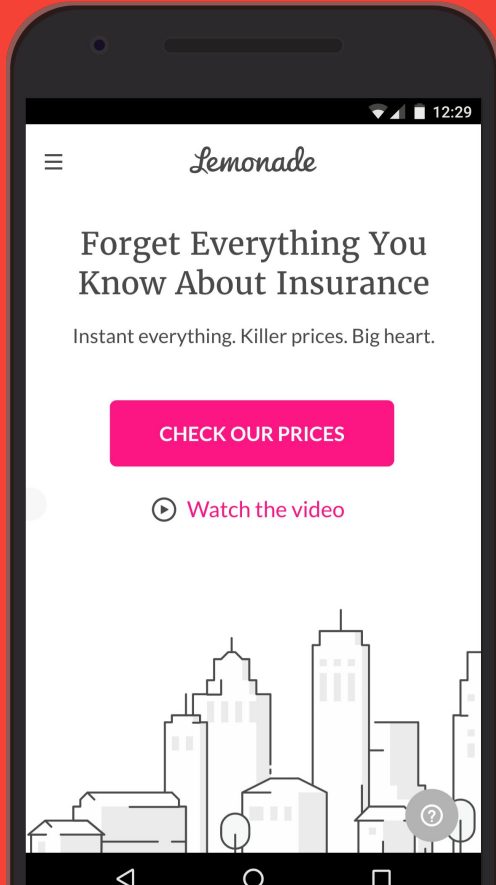 12:29
Lemonade
Forget Everything You
Know About Insurance
Instant everything. Killer prices. Big heart.
CHECK OUR PRICES
Watch the video
?